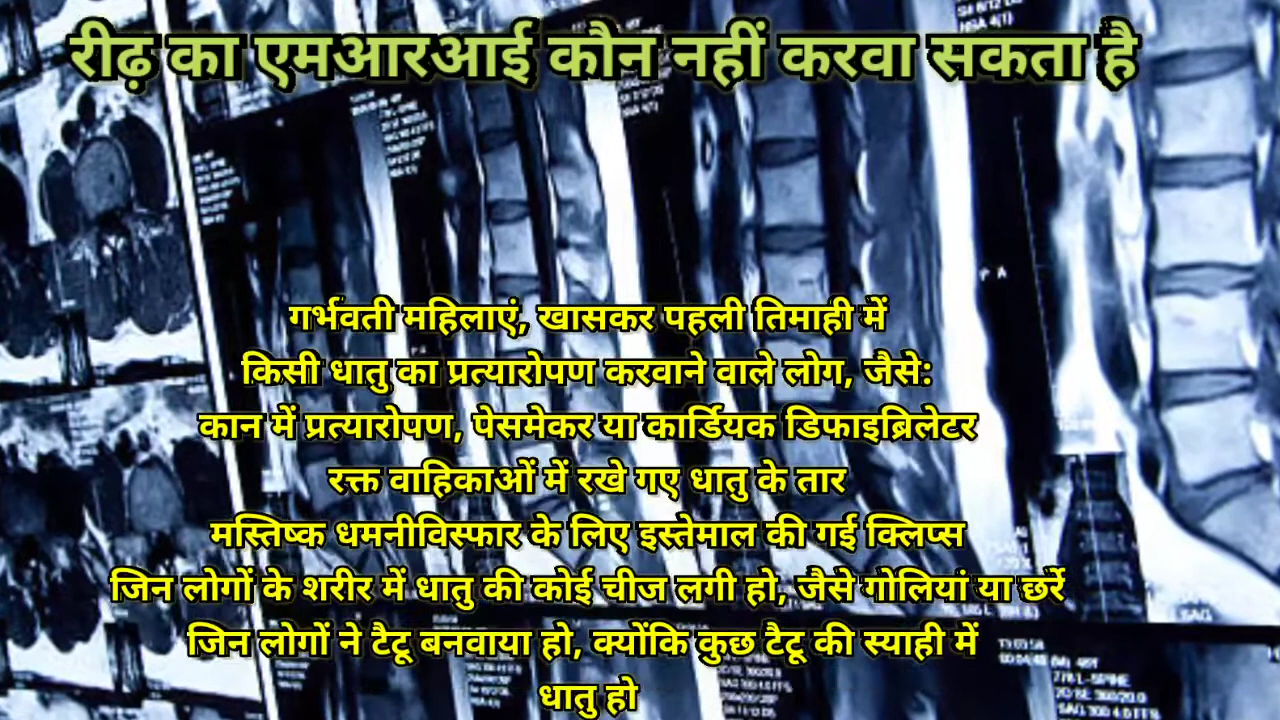 रीढ़ का एमआरआई कौन नहीं करवा सकता है
गर्भवती महिलाएं, खासकर पहली तिमाही में
किसी धातु का प्रत्यारोपण करवाने वाले लोग, जैसे:
कान में प्रत्यारोपण, पेसमेकर या कार्डियक डिफाइब्रिलेटर
रक्त वाहिकाओं में रखे गए धातु के तार
मस्तिष्क धमनीविस्फार के लिए इस्तेमाल की गई क्लिप्स
जिन लोगों के शरीर में धातु की कोई चीज लगी हो, जैसे गोलियां या छर्रे
जिन लोगों ने टैटू बनवाया हो, क्योंकि कुछ टैटू की स्याही में
धातु हो